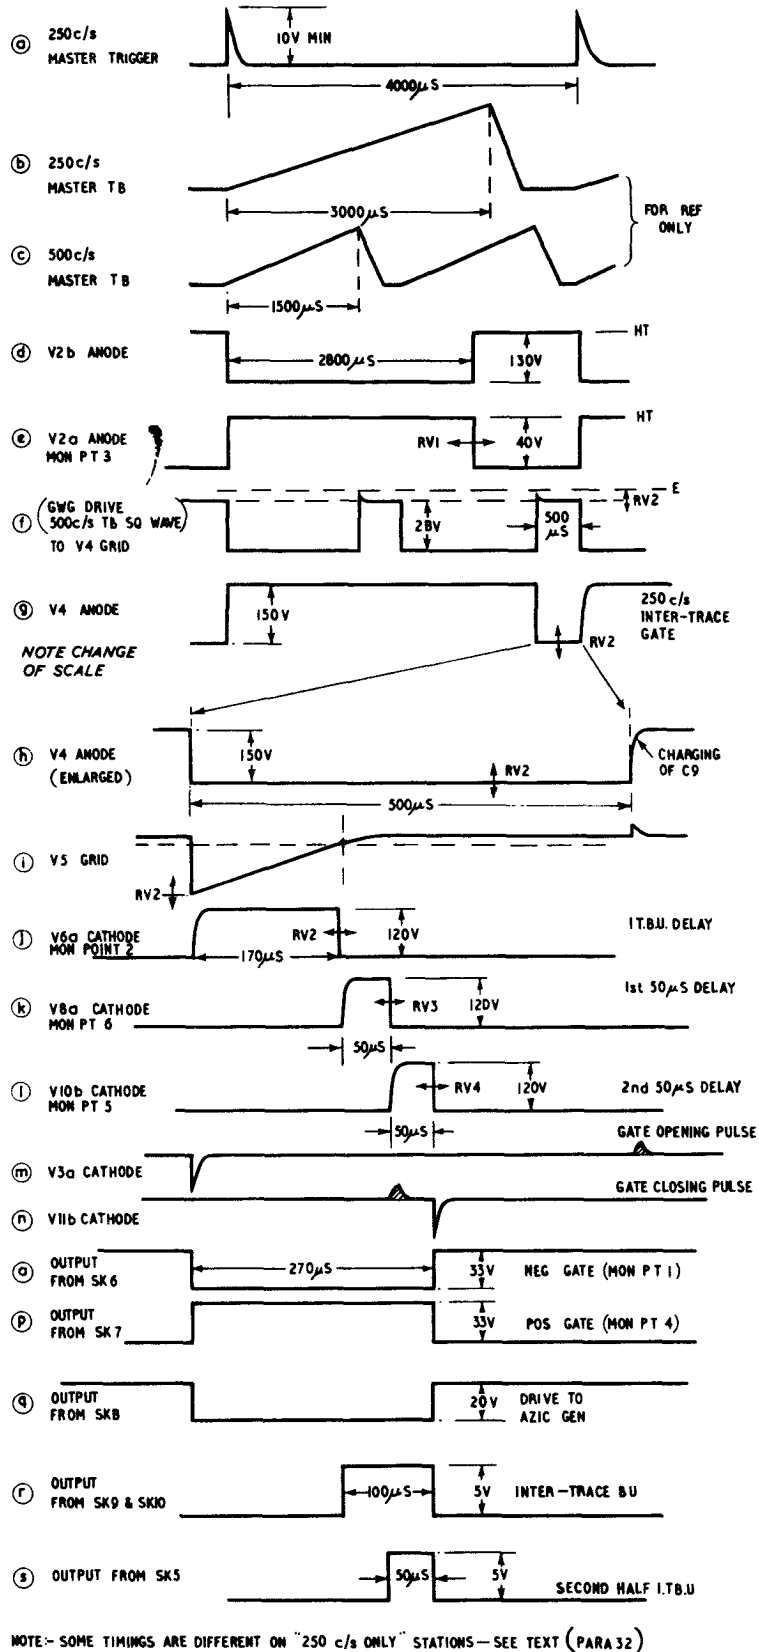 ⓐ 250c/s
MASTER TRIGGER
10V MIN
4000µS
ⓑ 250c/s
MASTER TB
3000µS
FOR REF
ONLY
ⓒ 500c/s
MASTER TB
1500µS
ⓓ V2b ANODE
2800µS
130V
HT
ⓔ V2a ANODE
MON PT 3
RV1
40V
HT
ⓕ (GWG DRIVE
500c/s TB SQ WAVE)
TO V4 GRID
28V
500
µS
E
RV2
ⓖ V4 ANODE
150V
RV2
250 c/s
INTER-TRACE
GATE
NOTE CHANGE
OF SCALE
ⓗ V4 ANODE
(ENLARGED)
150V
RV2
CHARGING
OF C9
500µS
ⓘ V5 GRID
RV2
ⓙ V6a CATHODE
MON POINT 2
RV2
170µS
120V
I T.B.U. DELAY
ⓚ V8a CATHODE
MON PT 6
RV3
120V
1st 50µS DELAY
50µS
ⓛ V10b CATHODE
MON PT 5
RV4
120V
2nd 50µS DELAY
50µS
GATE OPENING PULSE
ⓜ V3a CATHODE
GATE CLOSING PULSE
ⓝ V11b CATHODE
ⓞ OUTPUT
FROM SK6
270µS
33V
NEG GATE (MON PT 1)
ⓟ OUTPUT
FROM SK7
33V
POS GATE (MON PT 4)
ⓠ OUTPUT
FROM SK8
20V
DRIVE TO
AZIC GEN
ⓡ OUTPUT
FROM SK9 & SK10
100µS
5V
INTER-TRACE BU
ⓢ OUTPUT FROM SK5
50µS
5V
SECOND HALF I.T.B.U
NOTE:- SOME TIMINGS ARE DIFFERENT ON "250 c/s ONLY" STATIONS—SEE TEXT (PARA 32)